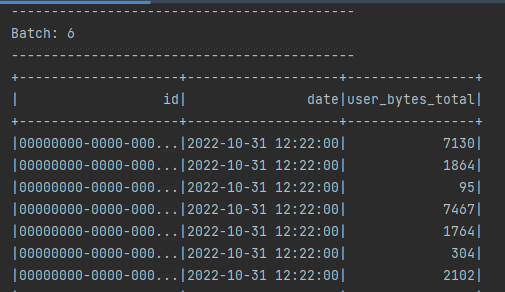 -------------------------------------------
Batch: 6
-------------------------------------------
+--------------------+-------------------+----------------+
|                  id|               date|user_bytes_total|
+--------------------+-------------------+----------------+
|00000000-0000-000...|2022-10-31 12:22:00|            7130|
|00000000-0000-000...|2022-10-31 12:22:00|            1864|
|00000000-0000-000...|2022-10-31 12:22:00|              95|
|00000000-0000-000...|2022-10-31 12:22:00|            7467|
|00000000-0000-000...|2022-10-31 12:22:00|            1764|
|00000000-0000-000...|2022-10-31 12:22:00|             304|
|00000000-0000-000...|2022-10-31 12:22:00|            2102|